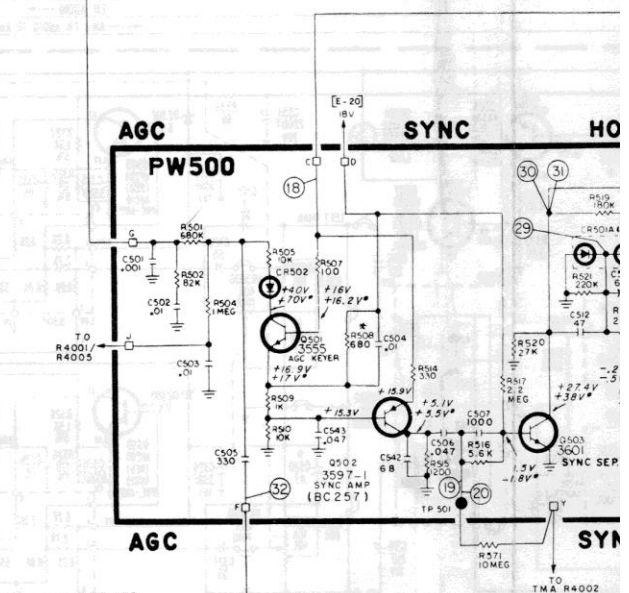 [E-20]
18V
AGC
SYNC
HO
PW500
C
D
18
30
31
R519
180K
29
CR501A
G
R501
680K
R505
10K
CR502
R507
100
C501
.001
R502
82K
+40V
+70V*
+16V
+16.2V*
R521
220K
C502
.01
R504
1 MEG
*
R508
680
C504
.01
C512
47
TO
R4001/
R4005
J
Q501
3555
AGC KEYER
R520
27K
C503
.01
+16.9V
+17V*
R514
330
R517
2.2
MEG
+15.9V
+27.4V
+38V*
R509
1K
+15.3V
+5.1V
+5.5V*
C507
1000
R510
10K
C543
.047
C506
.047
R516
5.6K
Q503
3601
SYNC SEP.
C505
330
C542
68
R515
1200
1.5V
-1.8V*
Q502
3597-1
SYNC AMP
(BC257)
32
19
20
F
TP 501
Y
AGC
SYN
R571
10MEG
TO
TMA R4002